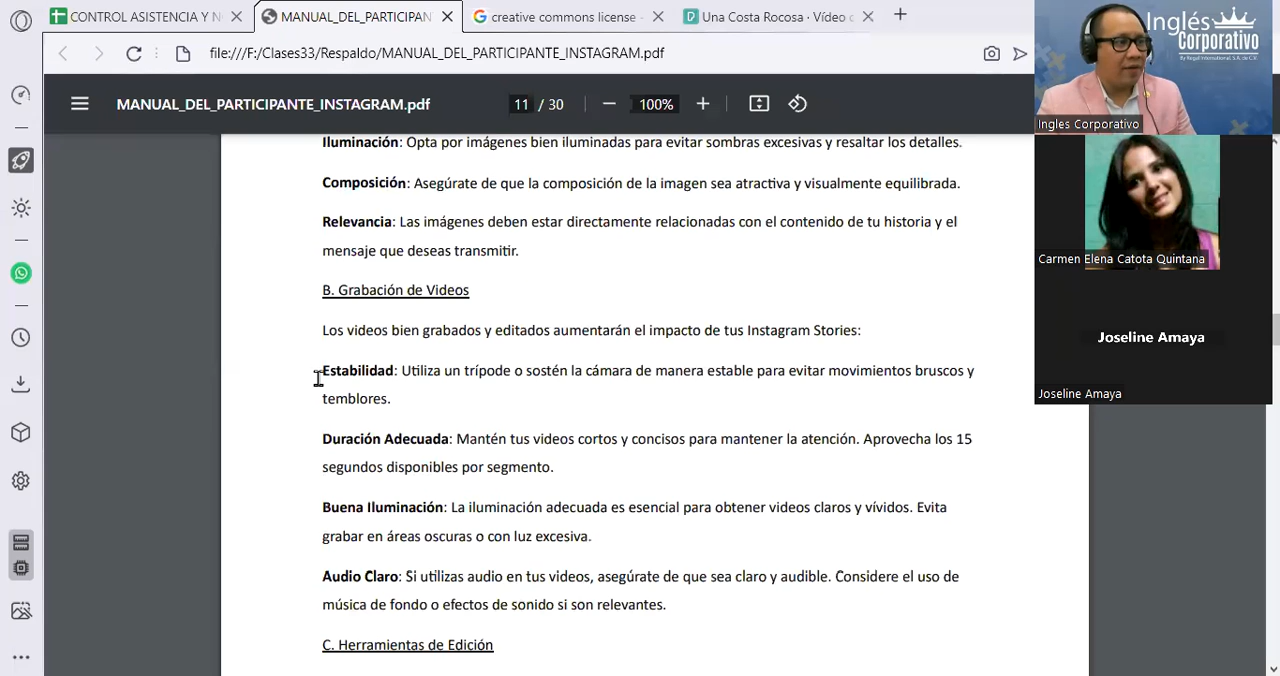 CONTROL ASISTENCIA Y N
MANUAL_DEL_PARTICIPAN
creative commons license
Una Costa Rocosa · Vídeo
file:///F:/Clases33/Respaldo/MANUAL_DEL_PARTICIPANTE_INSTAGRAM.pdf
MANUAL_DEL_PARTICIPANTE_INSTAGRAM.pdf
11 / 30
100%
Iluminación: Opta por imágenes bien iluminadas para evitar sombras excesivas y resaltar los detalles.
Composición: Asegúrate de que la composición de la imagen sea atractiva y visualmente equilibrada.
Relevancia: Las imágenes deben estar directamente relacionadas con el contenido de tu historia y el
mensaje que deseas transmitir.
B. Grabación de Videos
Los videos bien grabados y editados aumentarán el impacto de tus Instagram Stories:
Estabilidad: Utiliza un trípode o sostén la cámara de manera estable para evitar movimientos bruscos y
temblores.
Duración Adecuada: Mantén tus videos cortos y concisos para mantener la atención. Aprovecha los 15
segundos disponibles por segmento.
Buena Iluminación: La iluminación adecuada es esencial para obtener videos claros y vívidos. Evita
grabar en áreas oscuras o con luz excesiva.
Audio Claro: Si utilizas audio en tus videos, asegúrate de que sea claro y audible. Considere el uso de
música de fondo o efectos de sonido si son relevantes.
C. Herramientas de Edición
Inglés
Corporativo
By Regal International, S.A. de C.V.
Ingles Corporativo
Carmen Elena Catota Quintana
Joseline Amaya
Joseline Amaya